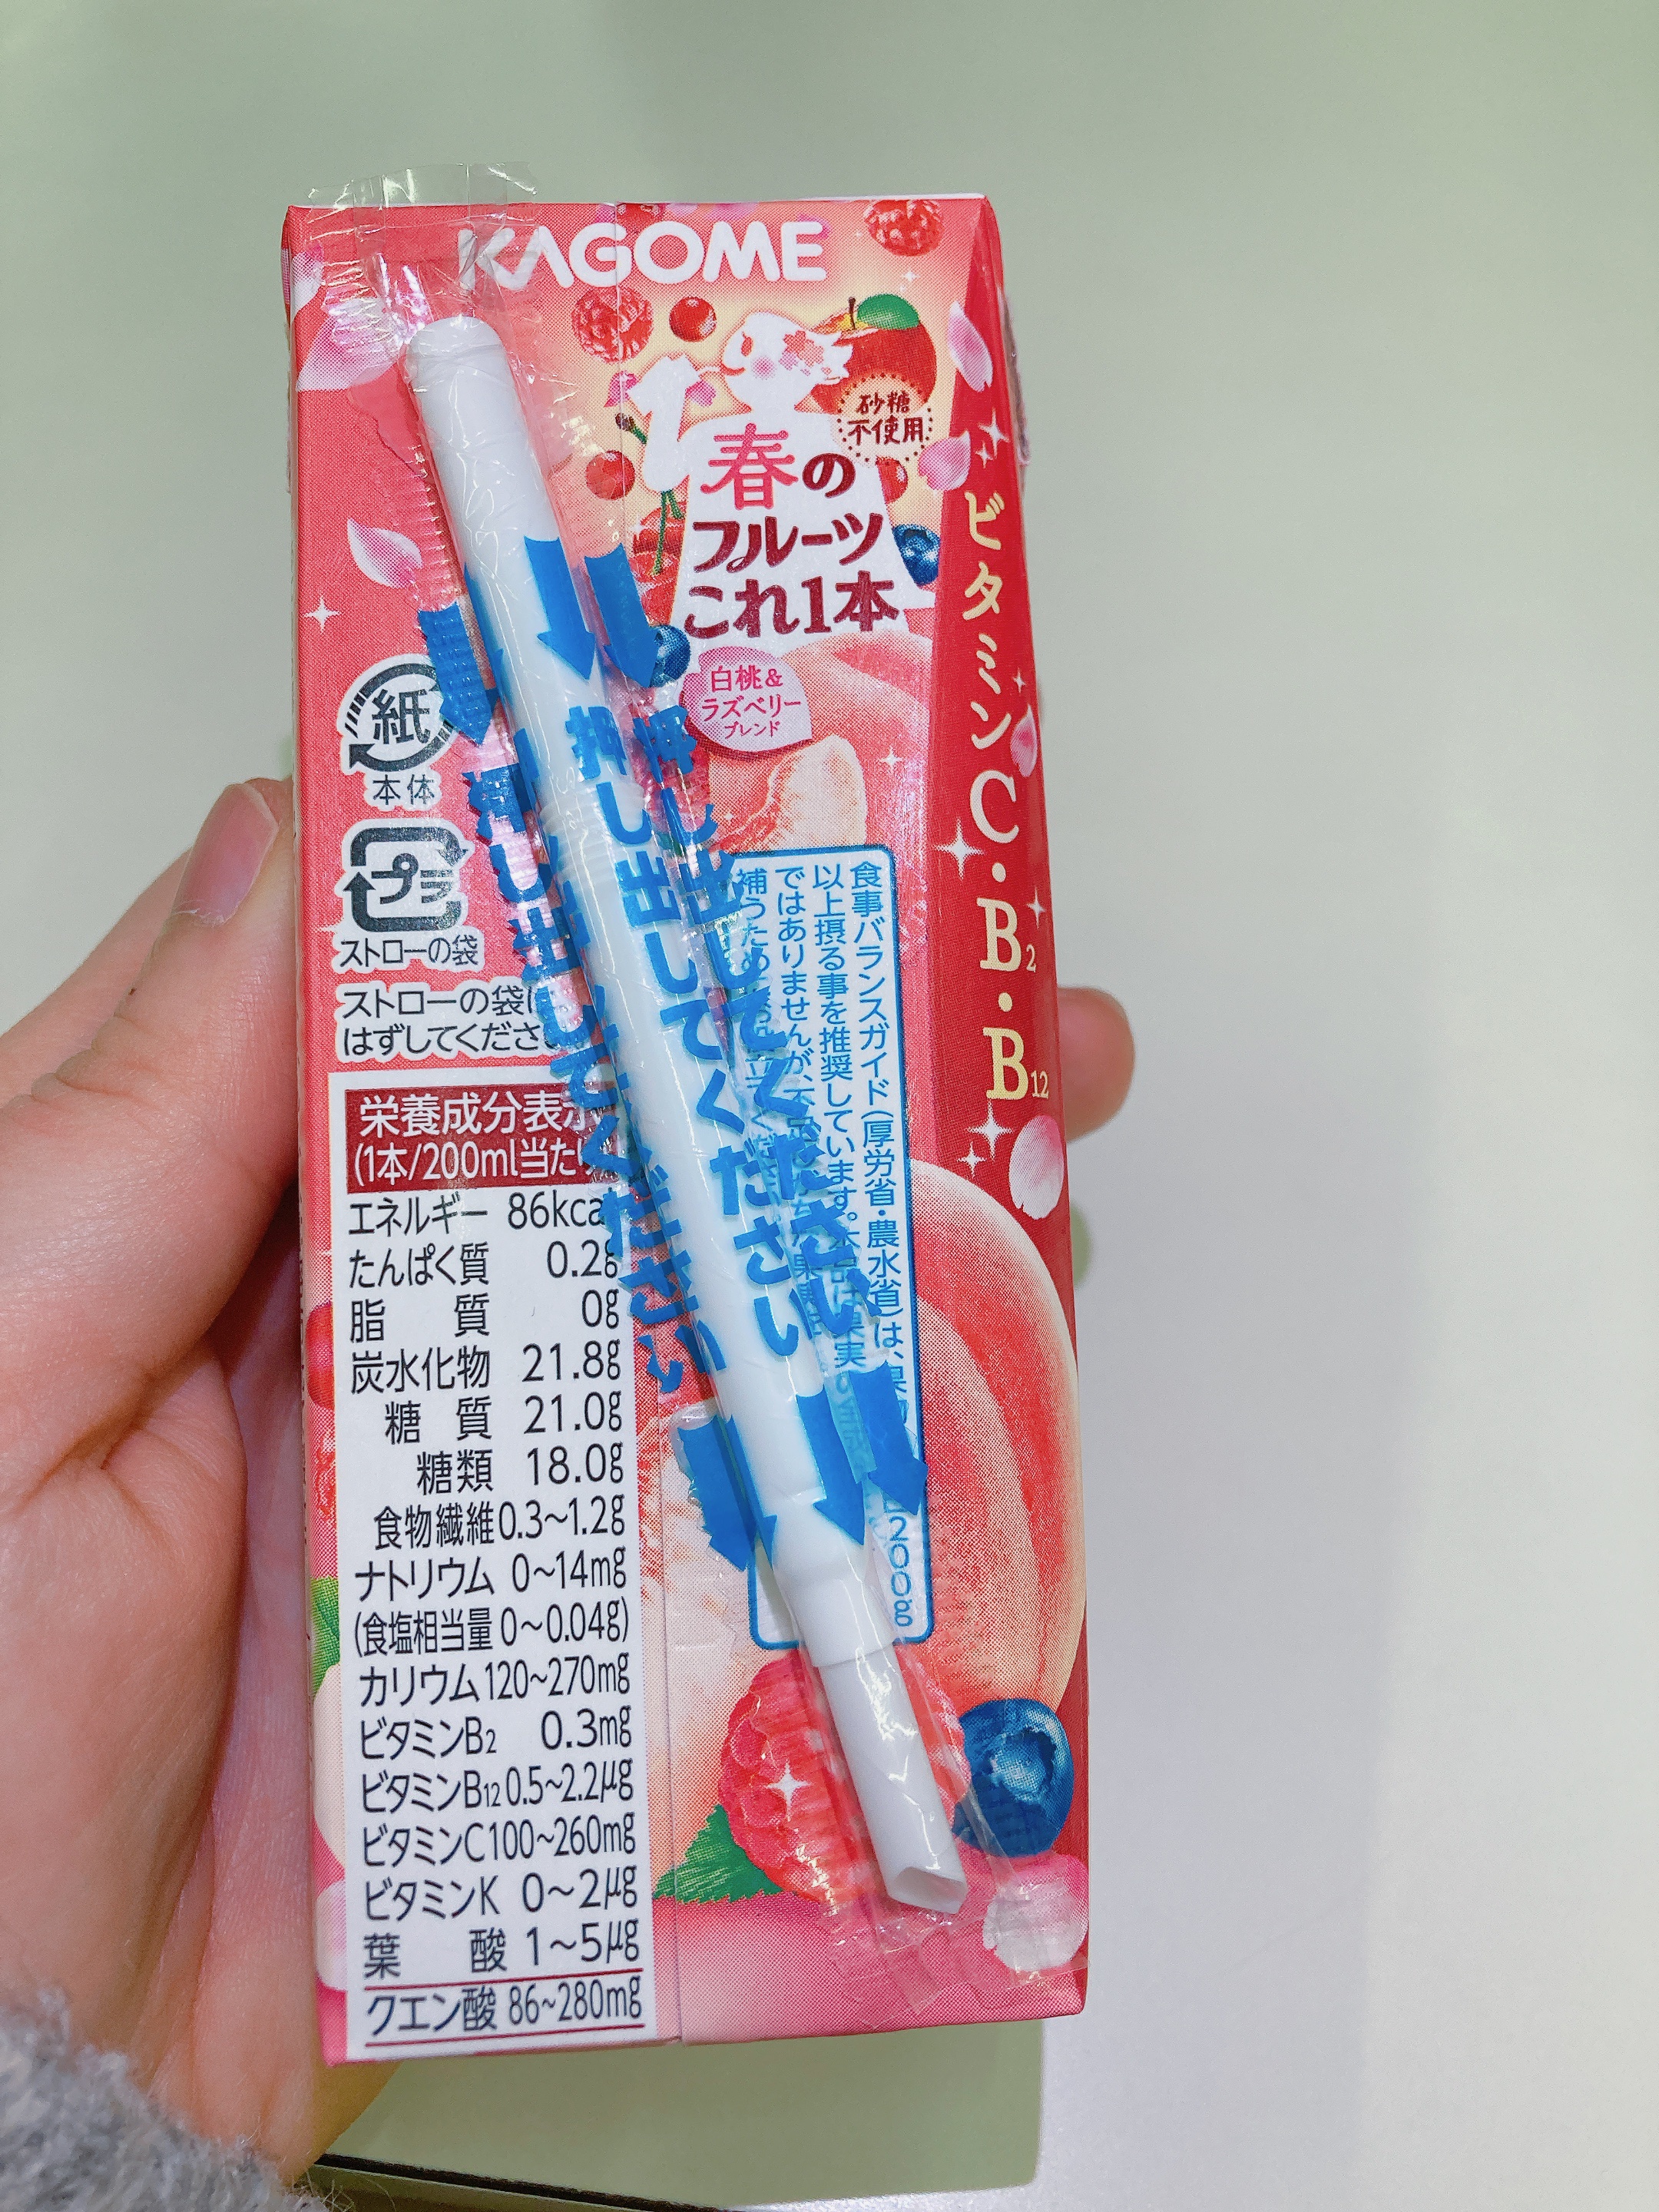 KAGOME
砂糖
不使用
春の
フルーツ
これ1本
白桃&
ラズベリー
ブレンド
ビタミンC・B2・B12
紙
本体
プラ
ストローの袋
ストローの袋
はずしてくださ
押し出してください
押し出してください
押し出してください
食事バランスガイド(厚労省・農水省)は、果
200g
以上摂る事を推奨しています。
ではありませんが、
補うため
栄養成分表示
(1本/200ml当たり
エネルギー 86kca
たんぱく質 0.2g
脂質 0g
炭水化物 21.8g
糖質 21.0g
糖類 18.0g
食物繊維 0.3~1.2g
ナトリウム 0~14mg
(食塩相当量 0~0.04g)
カリウム 120~270mg
ビタミンB2 0.3mg
ビタミンB12 0.5~2.2μg
ビタミンC 100~260mg
ビタミンK 0~2μg
葉酸 1~5μg
クエン酸 86~280mg